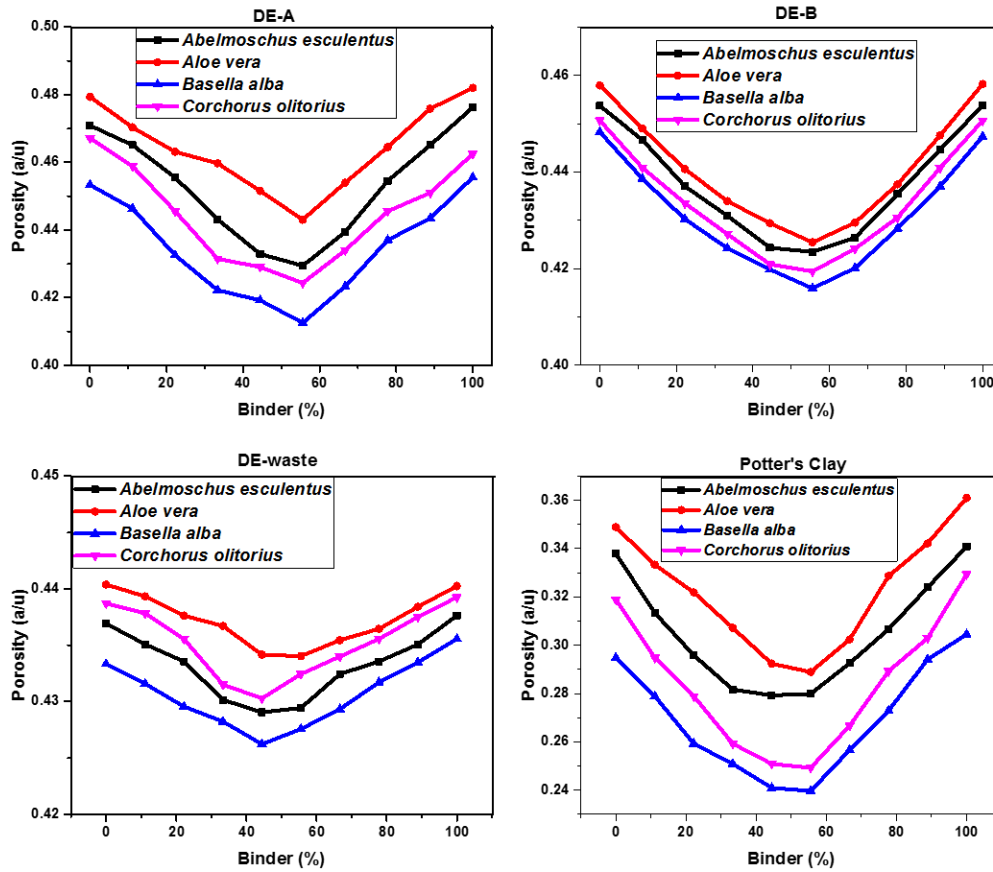 DE-A
Abelmoschus esculentus
Aloe vera
Basella alba
Corchorus olitorius
0.50
0.48
0.46
0.44
0.42
0.40
Porosity (a/u)
0 20 40 60 80 100
Binder (%)
DE-B
Abelmoschus esculentus
Aloe vera
Basella alba
Corchorus olitorius
0.46
0.44
0.42
0.40
Porosity (a/u)
0 20 40 60 80 100
Binder (%)
DE-waste
Abelmoschus esculentus
Aloe vera
Basella alba
Corchorus olitorius
0.45
0.44
0.43
0.42
Porosity (a/u)
0 20 40 60 80 100
Binder (%)
Potter's Clay
Abelmoschus esculentus
Aloe vera
Basella alba
Corchorus olitorius
0.36
0.34
0.32
0.30
0.28
0.26
0.24
Porosity (a/u)
0 20 40 60 80 100
Binder (%)